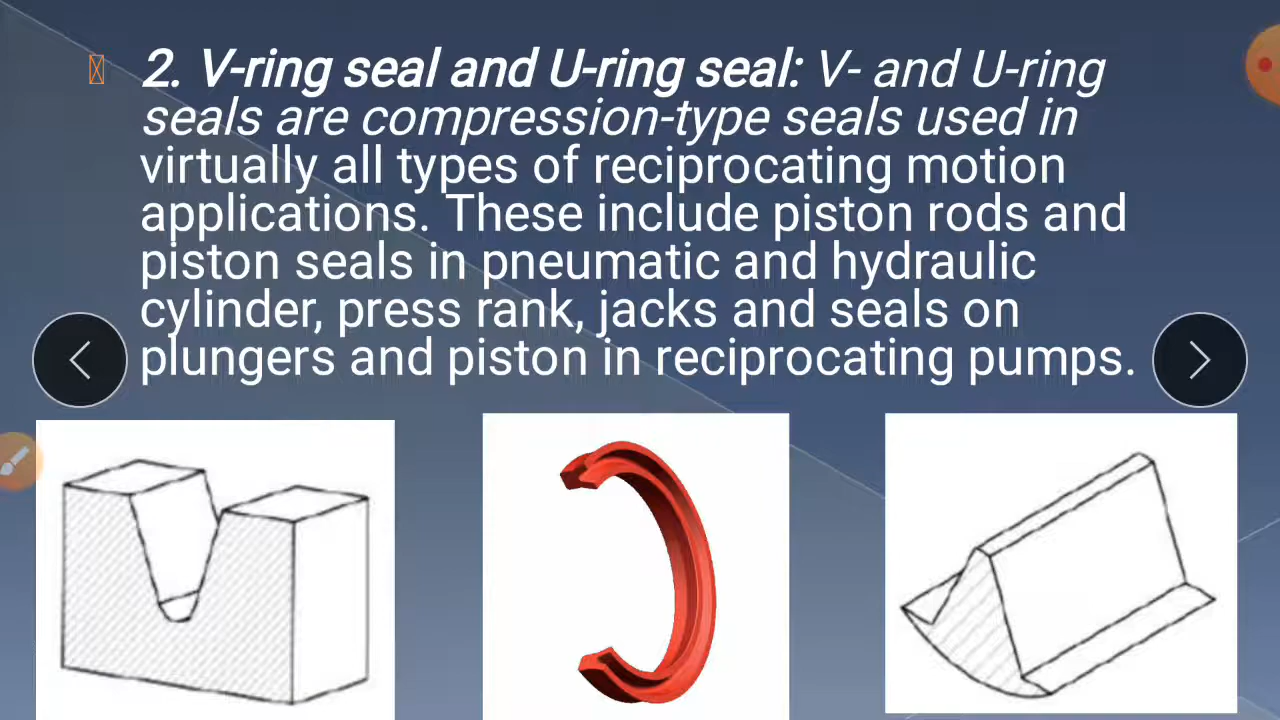 2. V-ring seal and U-ring seal: V- and U-ring
seals are compression-type seals used in
virtually all types of reciprocating motion
applications. These include piston rods and
piston seals in pneumatic and hydraulic
cylinder, press rank, jacks and seals on
plungers and piston in reciprocating pumps.